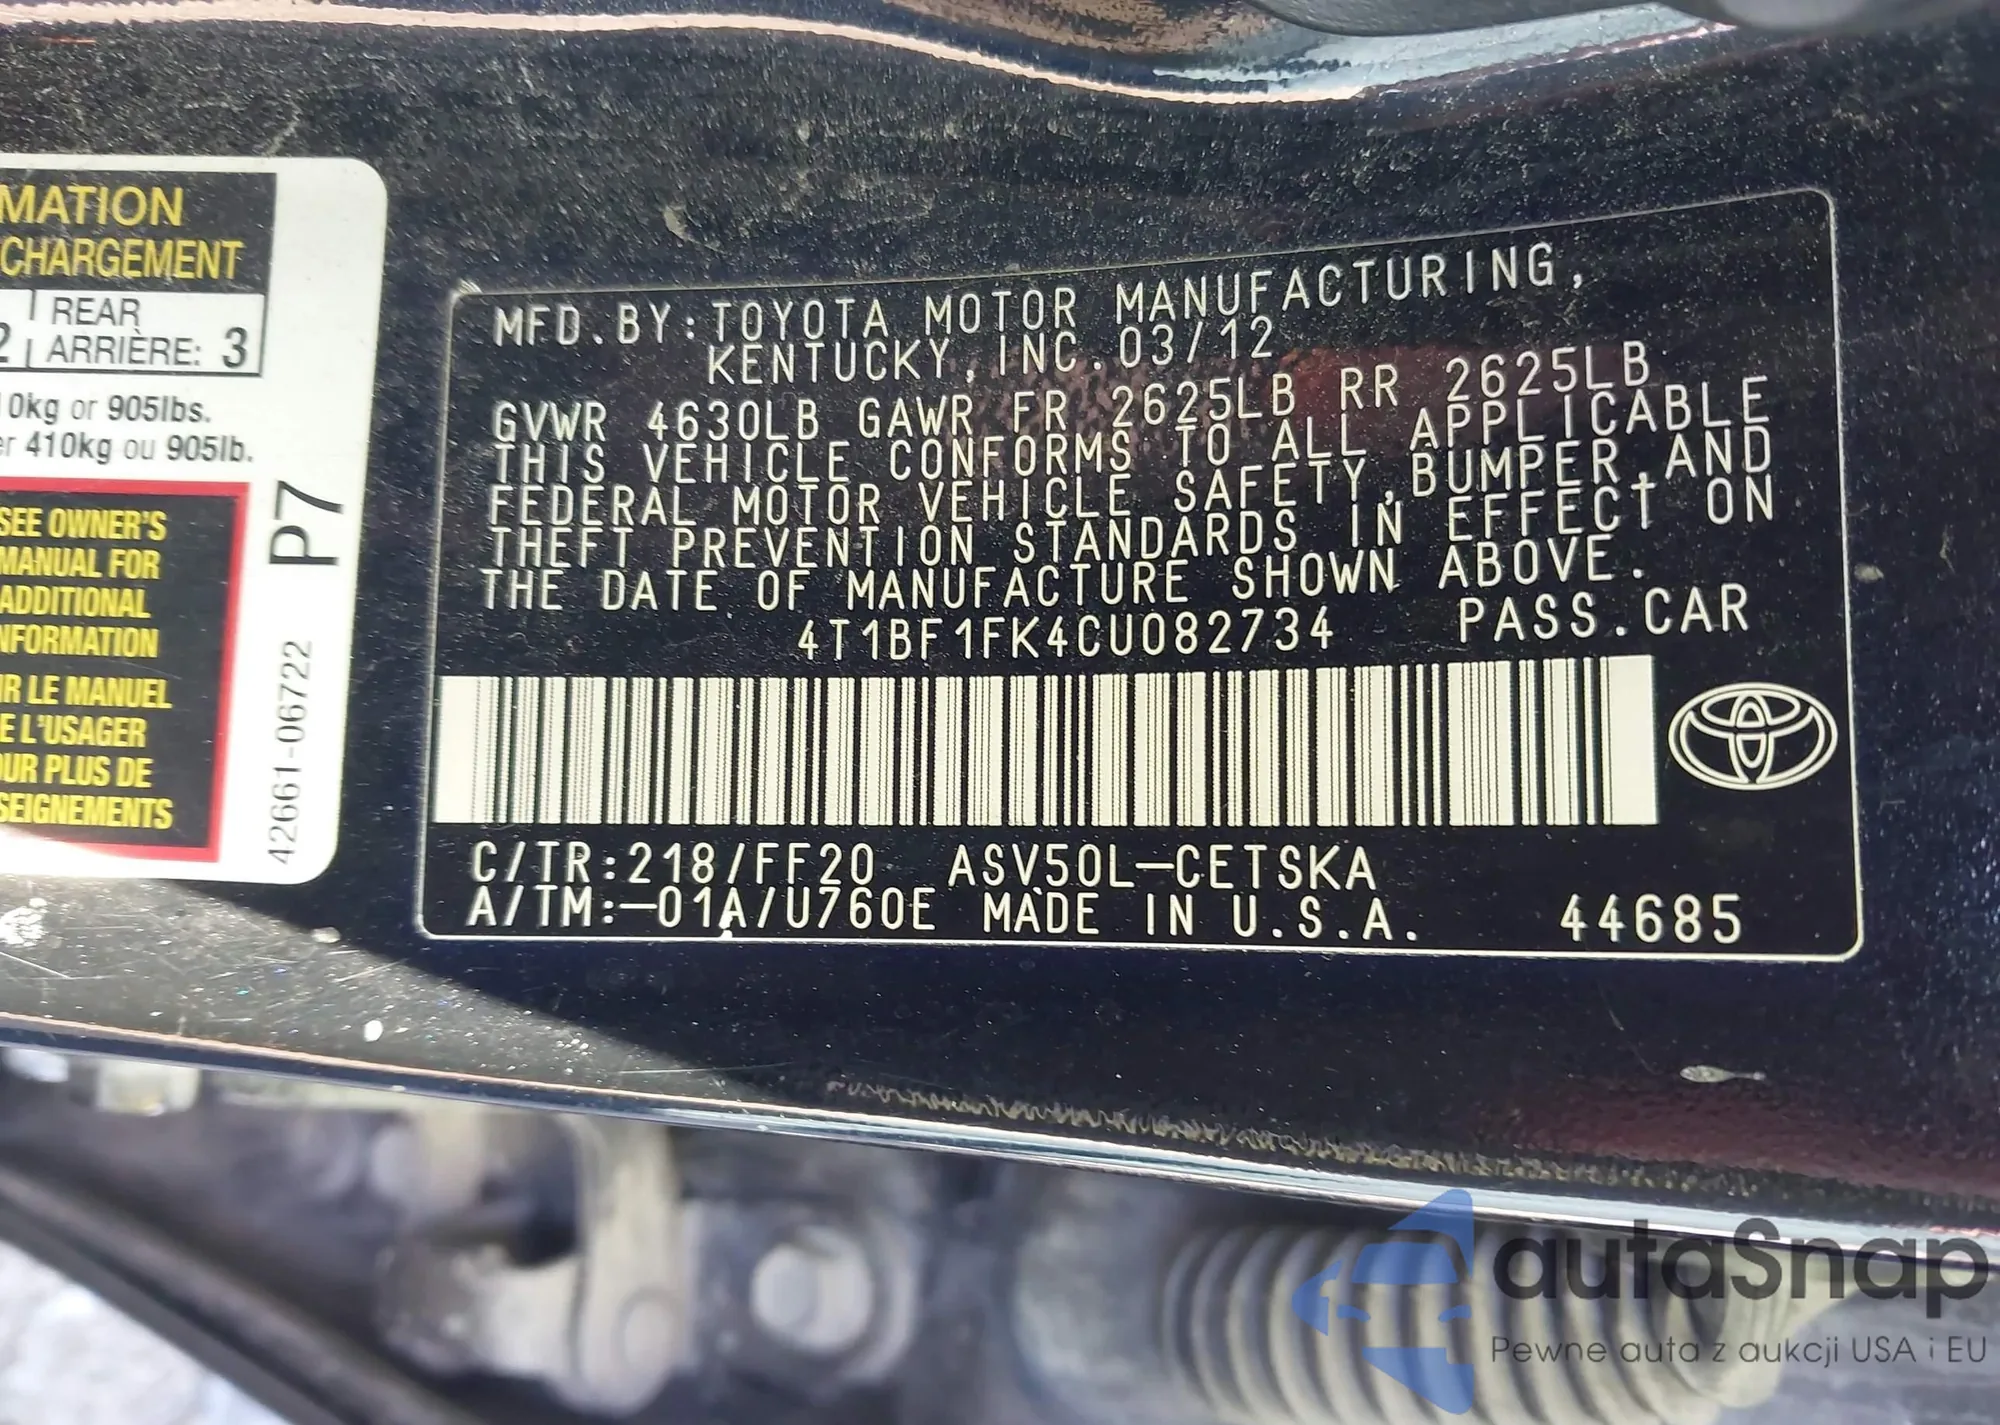 MATION
CHARGEMENT
2 REAR
ARRIÈRE: 3
0kg or 905lbs.
er 410kg ou 905lb.
SEE OWNER'S
MANUAL FOR
ADDITIONAL
NFORMATION
R LE MANUEL
E L'USAGER
UR PLUS DE
SEIGNEMENTS
P7
42661-06722
MFD.BY:TOYOTA MOTOR MANUFACTURING,
KENTUCKY, INC.03/12
GVWR 4630LB GAWR FR 2625LB RR 2625LB
THIS VEHICLE CONFORMS TO ALL APPLICABLE
FEDERAL MOTOR VEHICLE SAFETY,BUMPER,AND
THEFT PREVENTION STANDARDS IN EFFECT ON
THE DATE OF MANUFACTURE SHOWN ABOVE.
4T1BF1FK4CU082734 PASS.CAR
C/TR:218/FF20 ASV50L-CETSKA
A/TM:-01A/U760E MADE IN U.S.A. 44685
autaSnap
Pewne auta z aukcji USA i EU